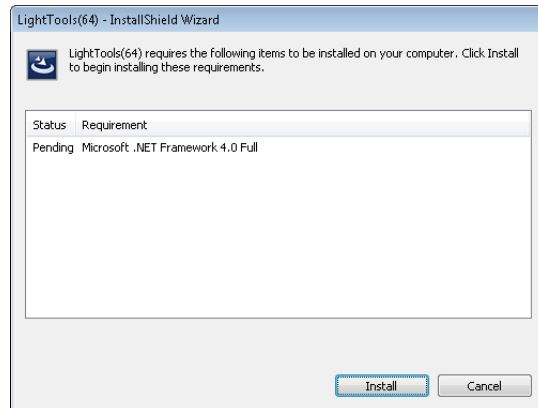 LightTools(64) - InstallShield Wizard
LightTools(64) requires the following items to be installed on your computer. Click Install
to begin installing these requirements.
Status Requirement
Pending Microsoft .NET Framework 4.0 Full
Install Cancel